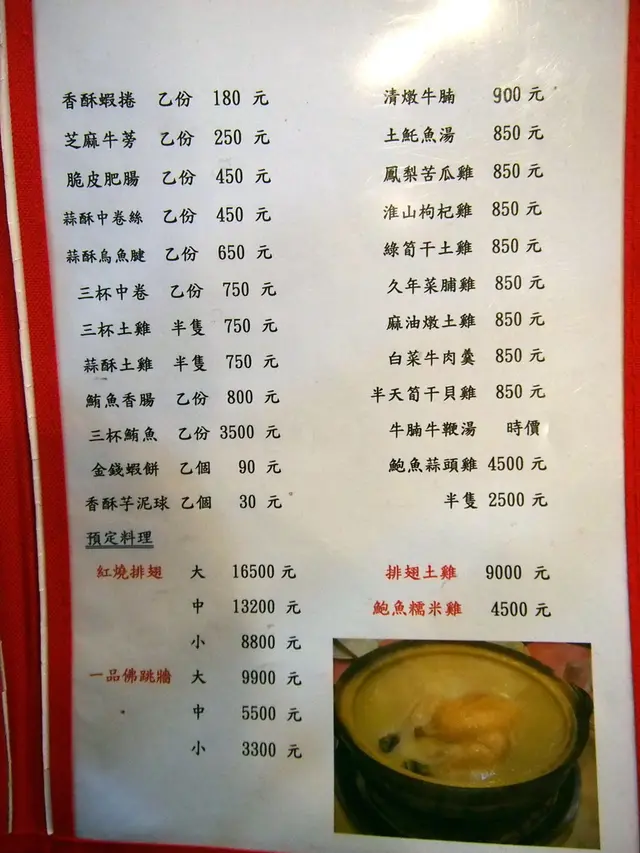 香酥蝦捲 乙份 180 元
芝麻牛蒡 乙份 250 元
脆皮肥腸 乙份 450 元
蒜酥中卷絲 乙份 450 元
蒜酥烏魚腱 乙份 650 元
三杯中卷 乙份 750 元
三杯土雞 半隻 750 元
蒜酥土雞 半隻 750 元
鮪魚香腸 乙份 800 元
三杯鮪魚 乙份 3500 元
金錢蝦餅 乙個 90 元
香酥芋泥球 乙個 30 元
預定料理
紅燒排翅 大 16500 元
中 13200 元
小 8800 元
一品佛跳牆 大 9900 元
中 5500 元
小 3300 元
清燉牛腩 900 元
土魠魚湯 850 元
鳳梨苦瓜雞 850 元
淮山枸杞雞 850 元
綠筍干土雞 850 元
久年菜脯雞 850 元
麻油燉土雞 850 元
白菜牛肉羹 850 元
半天筍干貝雞 850 元
牛腩牛鞭湯 時價
鮑魚蒜頭雞 4500 元
半隻 2500 元
排翅土雞 9000 元
鮑魚糯米雞 4500 元